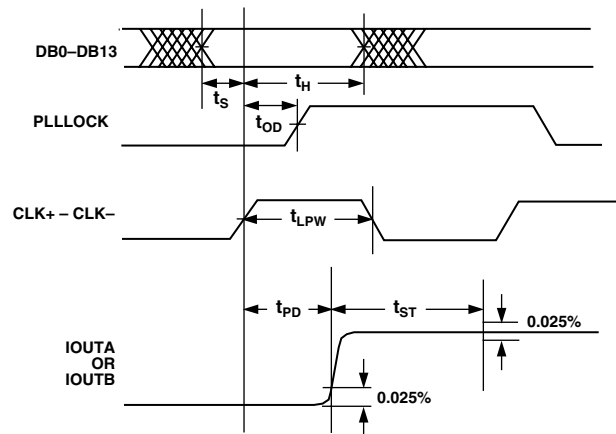 DB0–DB13
tS
tH
PLLLOCK
tOD
CLK+ – CLK–
tLPW
tPD
tST
0.025%
IOUTA
OR
IOUTB
0.025%